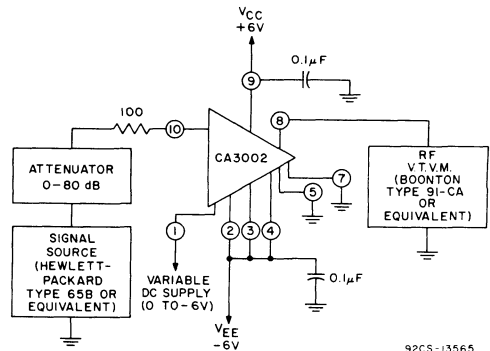 VCC
+6V
0.1µF
9
100
10
8
CA3002
ATTENUATOR
0-80 dB
7
5
RF
V.T.V.M.
(BOONTON
TYPE 91-CA
OR
EQUIVALENT)
1
2
3
4
SIGNAL
SOURCE
(HEWLETT-
PACKARD
TYPE 65B OR
EQUIVALENT)
VARIABLE
DC SUPPLY
(0 TO-6V)
0.1µF
VEE
-6V
92CS-13565